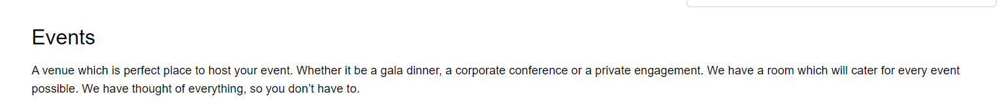 Events
A venue which is perfect place to host your event. Whether it be a gala dinner, a corporate conference or a private engagement. We have a room which will cater for every event
possible. We have thought of everything, so you don’t have to.